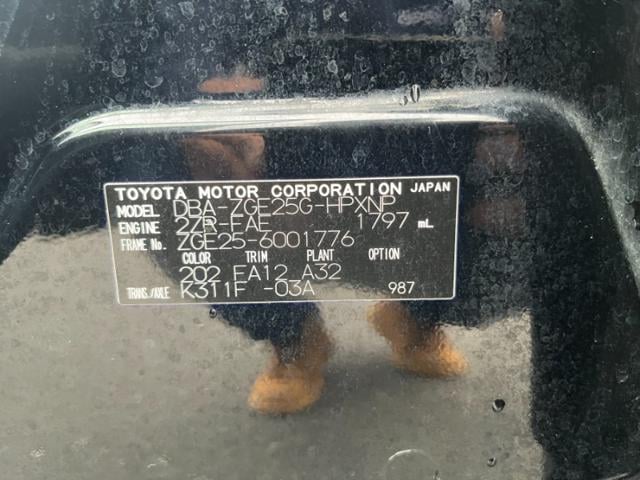 TOYOTA MOTOR CORPORATION JAPAN
MODEL DBA-ZGE25G-HPXNP
ENGINE 2ZR-FAE 1797 mL
FRAME No. ZGE25-6001776
COLOR TRIM PLANT OPTION
202 FA12 A32
TRANS./AXLE K311F -03A 987